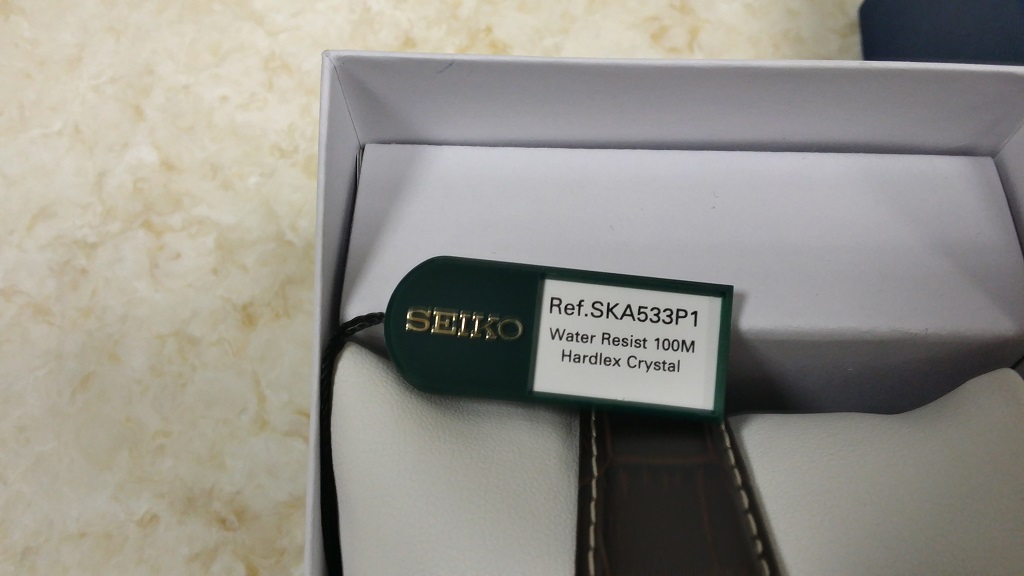 SEIKO
Ref.SKA533P1
Water Resist 100M
Hardlex Crystal